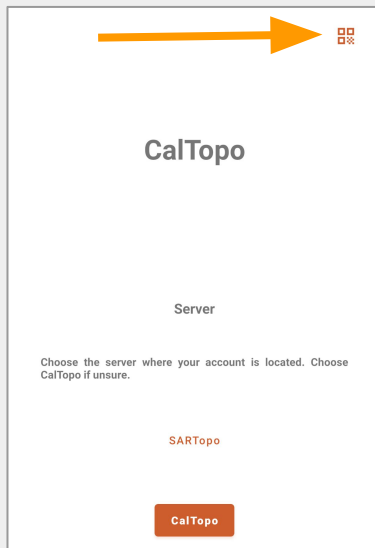 CalTopo
Server
Choose the server where your account is located. Choose
CalTopo if unsure.
SARTopo
CalTopo